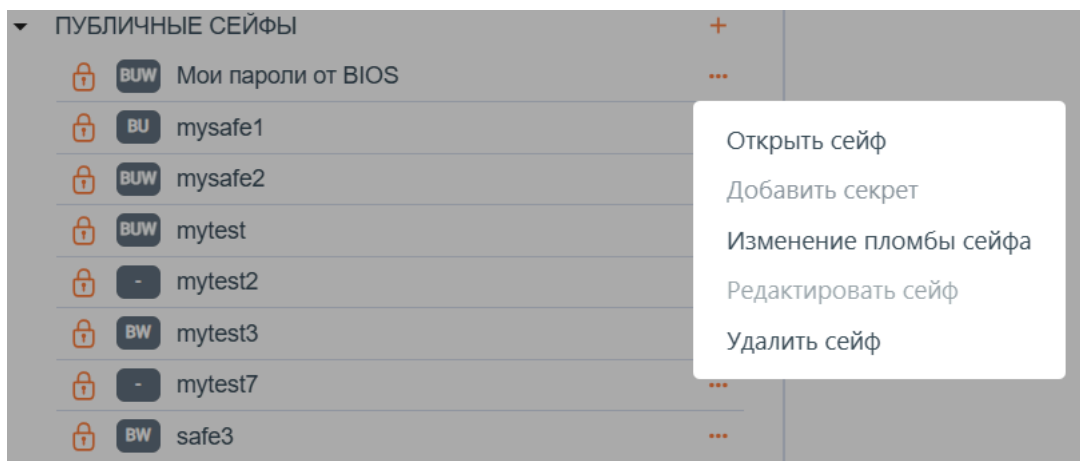 ПУБЛИЧНЫЕ СЕЙФЫ +
BUW Мои пароли от BIOS ...
BU mysafe1
BUW mysafe2
BUW mytest
- mytest2
BW mytest3
- mytest7 ...
BW safe3 ...
Открыть сейф
Добавить секрет
Изменение пломбы сейфа
Редактировать сейф
Удалить сейф